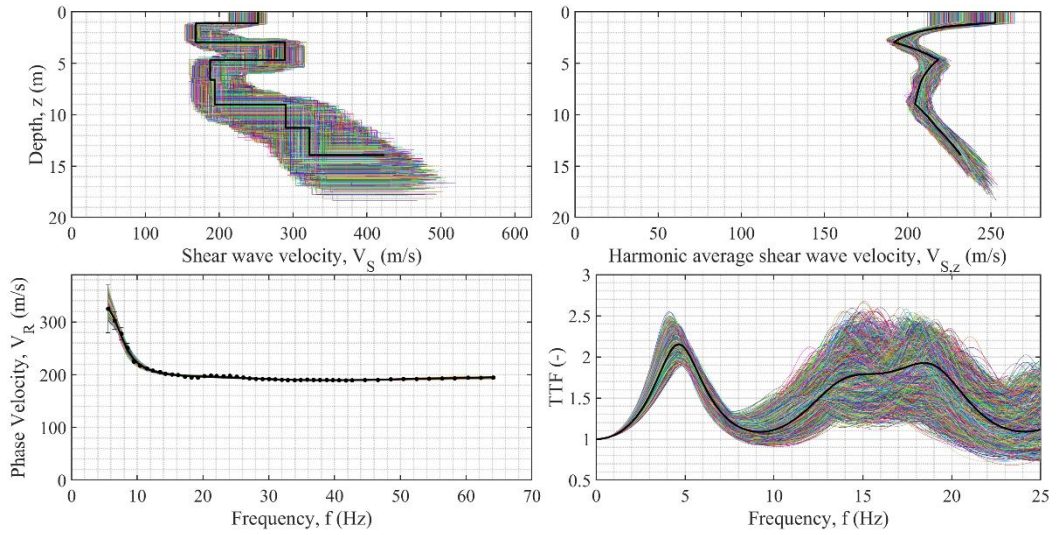 0
5
10
15
20
Depth, z (m)
0 100 200 300 400 500 600
Shear wave velocity, V_S (m/s)
0
5
10
15
20
0 50 100 150 200 250
Harmonic average shear wave velocity, V_S,z (m/s)
300
200
100
0
Phase Velocity, V_R (m/s)
0 10 20 30 40 50 60 70
Frequency, f (Hz)
3
2.5
2
1.5
1
0.5
TTF (-)
0 5 10 15 20 25
Frequency, f (Hz)